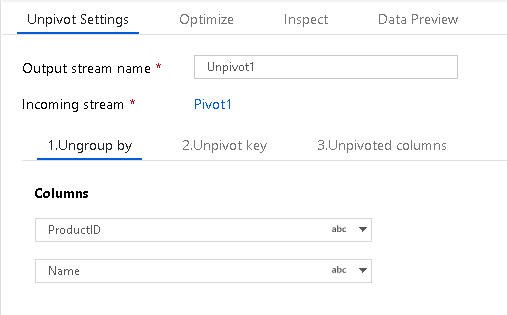 Unpivot Settings Optimize Inspect Data Preview
Output stream name * Unpivot1
Incoming stream * Pivot1
1.Ungroup by 2.Unpivot key 3.Unpivoted columns
Columns
ProductID abc
Name abc